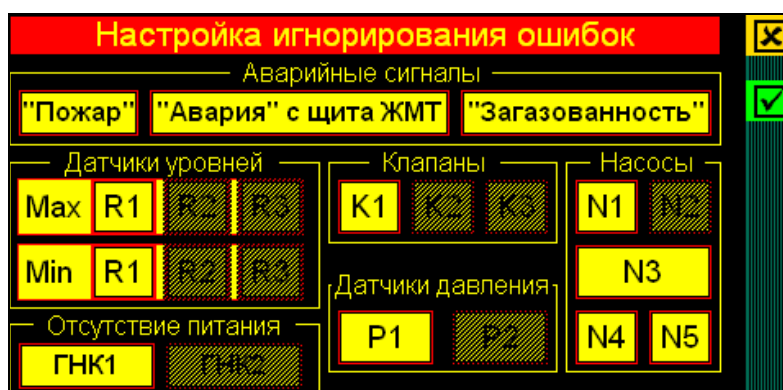 Настройка игнорирования ошибок
Аварийные сигналы
"Пожар" "Авария" с щита ЖМТ "Загазованность"
Датчики уровней
Max R1 R2 R3
Min R1 R2 R3
Отсутствие питания
ГНК1 ГНК2
Клапаны
K1 K2 K3
Датчики давления
P1 P2
Насосы
N1 N2
N3
N4 N5